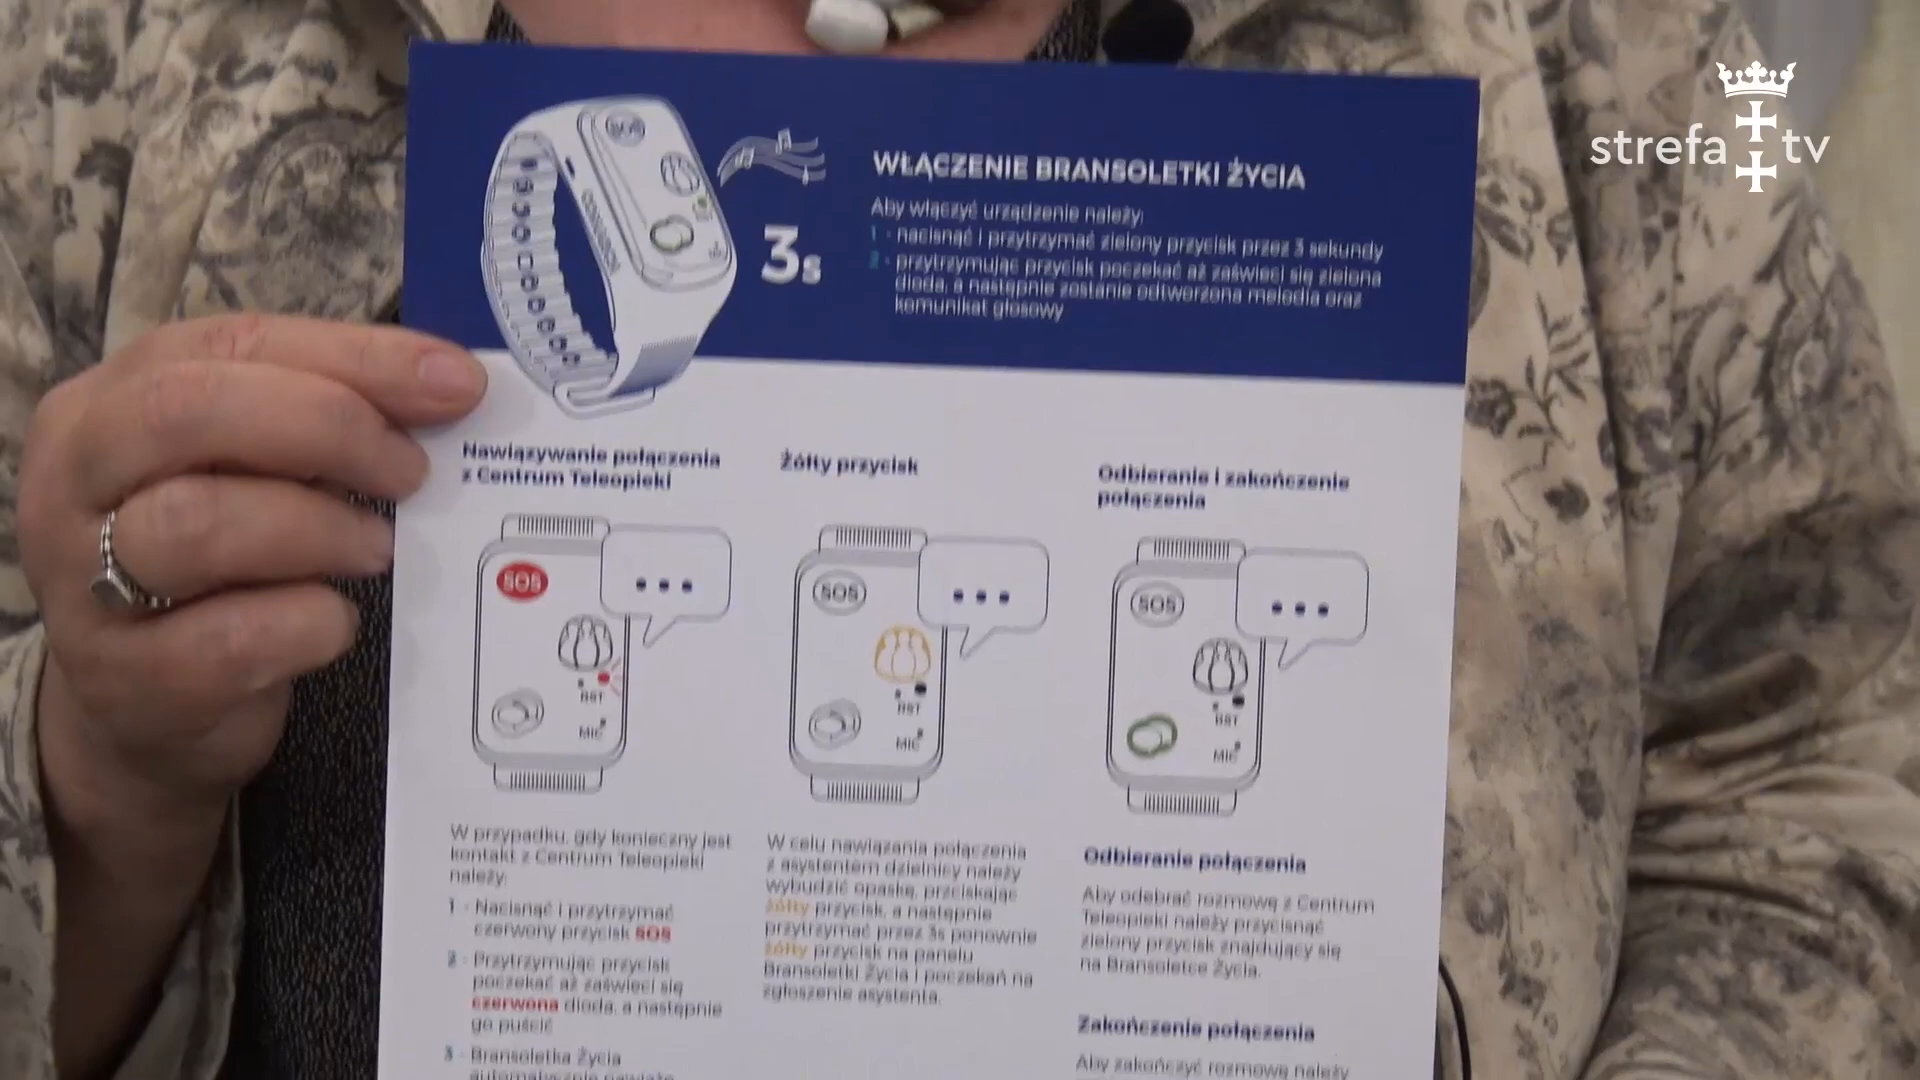 strefa tv
WŁĄCZENIE BRANSOLETKI ŻYCIA
Aby włączyć urządzenie należy:
1 - nacisnąć i przytrzymać zielony przycisk przez 3 sekundy
2 - przytrzymując przycisk poczekać aż zaświeci się zielona
dioda, a następnie zostanie odtworzona melodia oraz
komunikat głosowy
3s
Nawiązywanie połączenia
z Centrum Teleopieki
SOS
RST
MIC
W przypadku, gdy konieczny jest
kontakt z Centrum Teleopieki
należy:
1 - Nacisnąć i przytrzymać
czerwony przycisk SOS
2 - Przytrzymując przycisk
poczekać aż zaświeci się
czerwona dioda, a następnie
go puścić
3 - Bransoletka Życia
automatycznie nawiąże
Żółty przycisk
SOS
RST
MIC
W celu nawiązania połączenia
z asystentem dzielnicy należy
wybudzić opaskę, przciskając
żółty przycisk, a następnie
przytrzymać przez 3s ponownie
żółty przycisk na panelu
Bransoletki Życia i poczekań na
zgłoszenie asystenta.
Odbieranie i zakończenie
połączenia
SOS
RST
MIC
Odbieranie połączenia
Aby odebrać rozmowę z Centrum
Teleopieki należy przycisnąć
zielony przycisk znajdujący się
na Bransoletce Życia.
Zakończenie połączenia
Aby zakończyć rozmowę należy